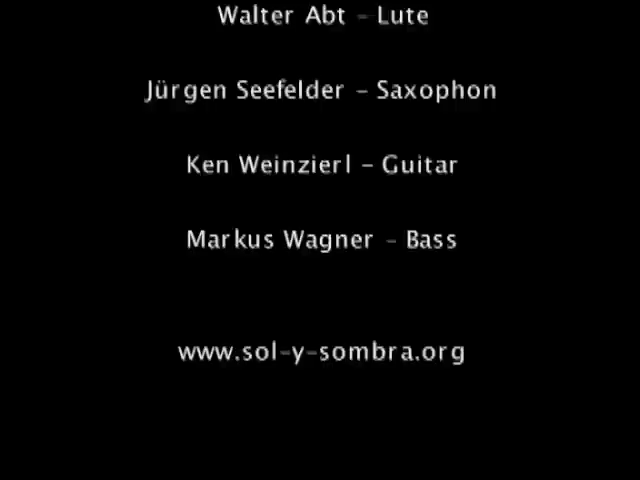 Walter Abt – Lute
Jürgen Seefelder – Saxophon
Ken Weinzierl – Guitar
Markus Wagner – Bass
www.sol-y-sombra.org